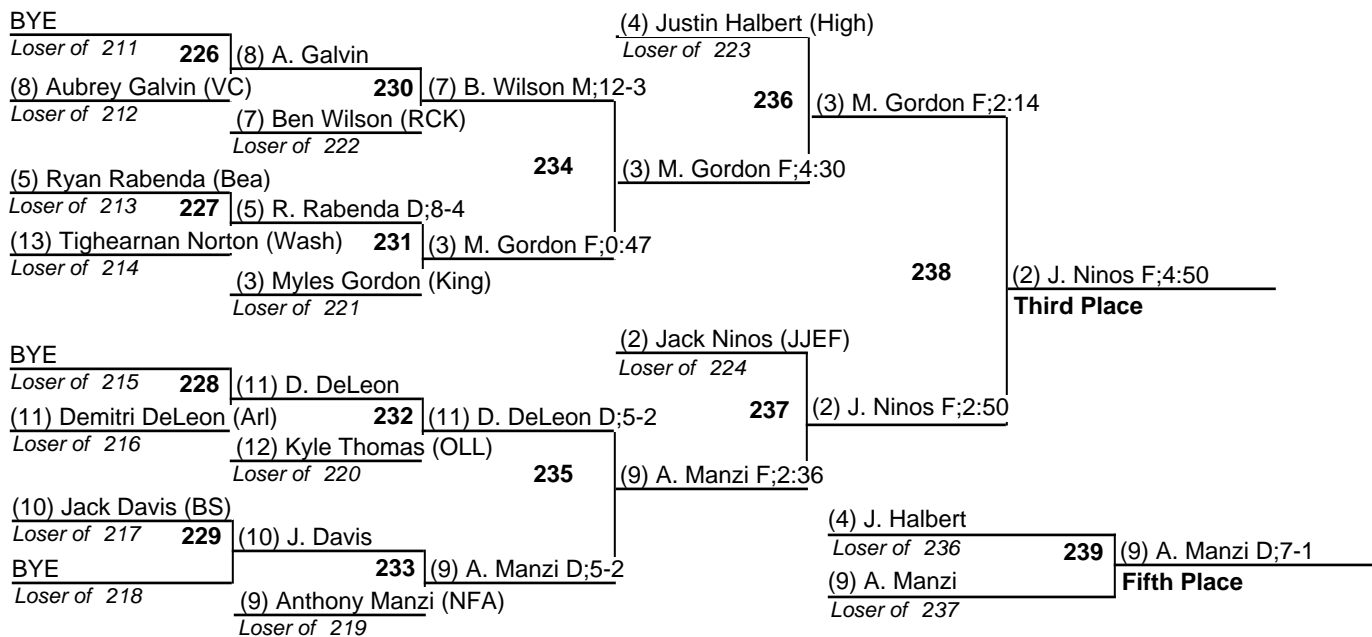 BYE
Loser of 211
226
(8) A. Galvin
(8) Aubrey Galvin (VC)
Loser of 212
230
(7) B. Wilson M;12-3
(7) Ben Wilson (RCK)
Loser of 222
(4) Justin Halbert (High)
Loser of 223
236
(3) M. Gordon F;2:14
234
(3) M. Gordon F;4:30
(5) Ryan Rabenda (Bea)
Loser of 213
227
(5) R. Rabenda D;8-4
(13) Tighearnan Norton (Wash)
Loser of 214
231
(3) M. Gordon F;0:47
(3) Myles Gordon (King)
Loser of 221
238
(2) J. Ninos F;4:50
Third Place
BYE
Loser of 215
228
(11) D. DeLeon
(11) Demitri DeLeon (Arl)
Loser of 216
232
(11) D. DeLeon D;5-2
(12) Kyle Thomas (OLL)
Loser of 220
(2) Jack Ninos (JJEF)
Loser of 224
237
(2) J. Ninos F;2:50
235
(9) A. Manzi F;2:36
(10) Jack Davis (BS)
Loser of 217
229
(10) J. Davis
BYE
Loser of 218
233
(9) A. Manzi D;5-2
(9) Anthony Manzi (NFA)
Loser of 219
(4) J. Halbert
Loser of 236
239
(9) A. Manzi D;7-1
(9) A. Manzi
Fifth Place
Loser of 237